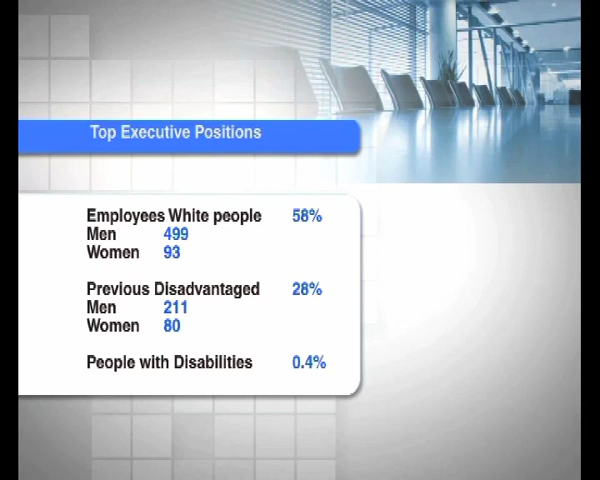 Top Executive Positions
Employees White people 58%
Men 499
Women 93
Previous Disadvantaged 28%
Men 211
Women 80
People with Disabilities 0.4%